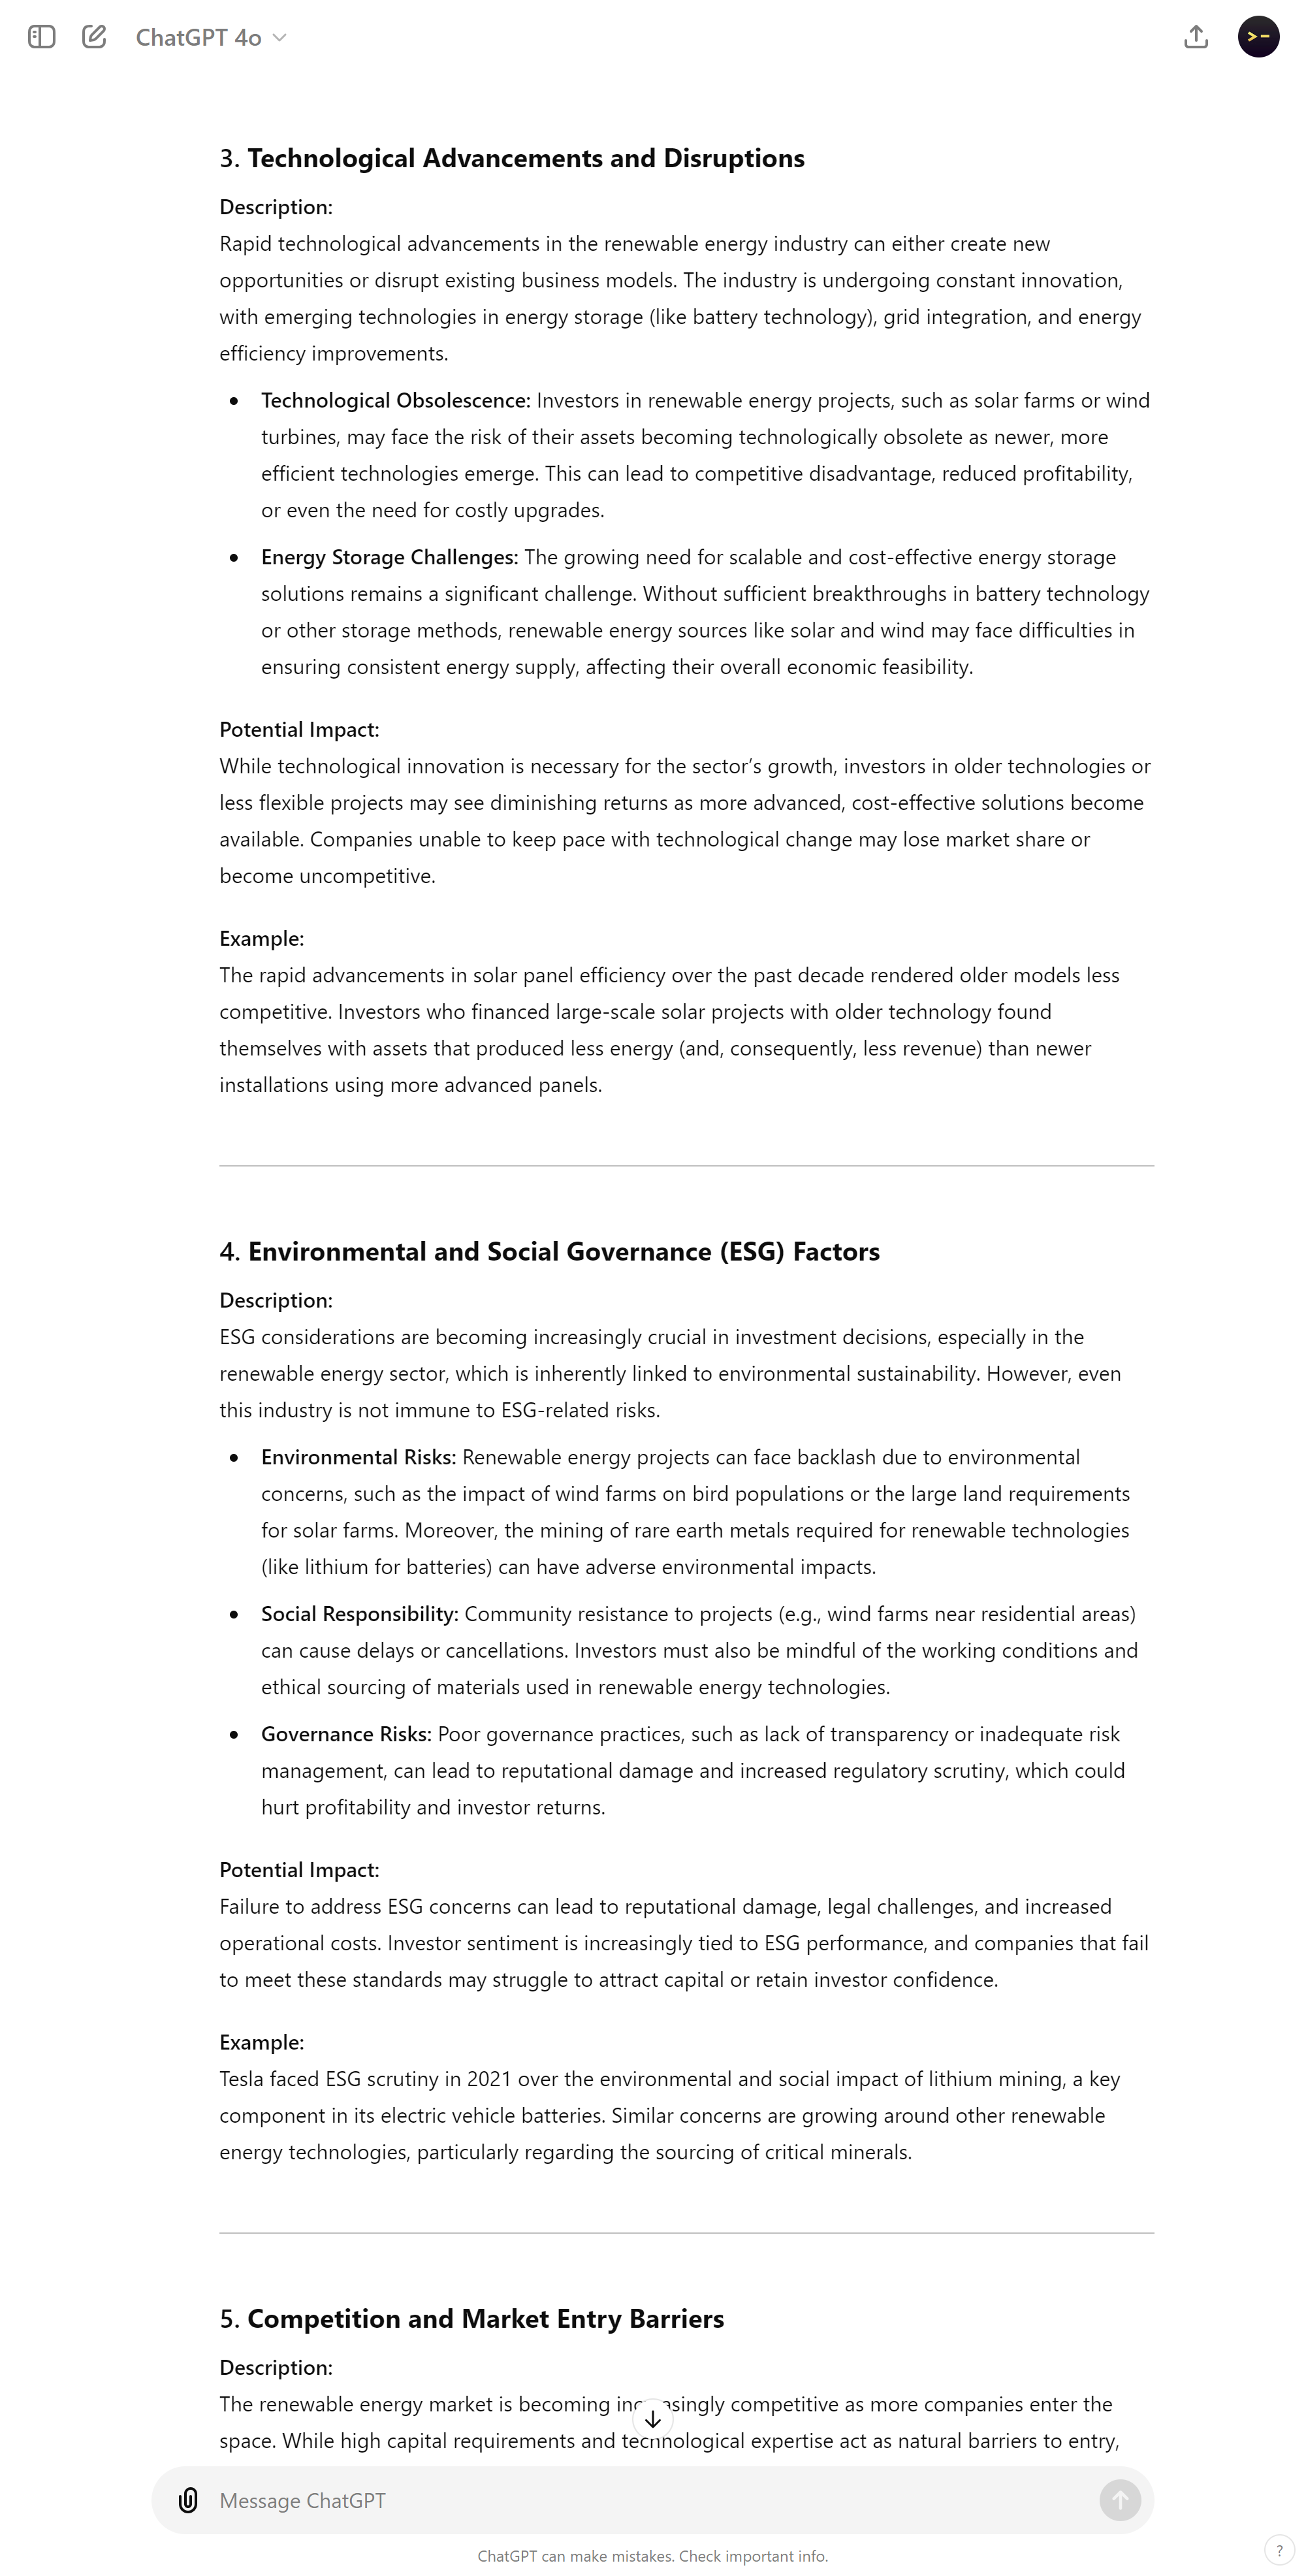 ChatGPT 4o
3. Technological Advancements and Disruptions
Description:
Rapid technological advancements in the renewable energy industry can either create new
opportunities or disrupt existing business models. The industry is undergoing constant innovation,
with emerging technologies in energy storage (like battery technology), grid integration, and energy
efficiency improvements.
• Technological Obsolescence: Investors in renewable energy projects, such as solar farms or wind
turbines, may face the risk of their assets becoming technologically obsolete as newer, more
efficient technologies emerge. This can lead to competitive disadvantage, reduced profitability,
or even the need for costly upgrades.
• Energy Storage Challenges: The growing need for scalable and cost-effective energy storage
solutions remains a significant challenge. Without sufficient breakthroughs in battery technology
or other storage methods, renewable energy sources like solar and wind may face difficulties in
ensuring consistent energy supply, affecting their overall economic feasibility.
Potential Impact:
While technological innovation is necessary for the sector’s growth, investors in older technologies or
less flexible projects may see diminishing returns as more advanced, cost-effective solutions become
available. Companies unable to keep pace with technological change may lose market share or
become uncompetitive.
Example:
The rapid advancements in solar panel efficiency over the past decade rendered older models less
competitive. Investors who financed large-scale solar projects with older technology found
themselves with assets that produced less energy (and, consequently, less revenue) than newer
installations using more advanced panels.
4. Environmental and Social Governance (ESG) Factors
Description:
ESG considerations are becoming increasingly crucial in investment decisions, especially in the
renewable energy sector, which is inherently linked to environmental sustainability. However, even
this industry is not immune to ESG-related risks.
• Environmental Risks: Renewable energy projects can face backlash due to environmental
concerns, such as the impact of wind farms on bird populations or the large land requirements
for solar farms. Moreover, the mining of rare earth metals required for renewable technologies
(like lithium for batteries) can have adverse environmental impacts.
• Social Responsibility: Community resistance to projects (e.g., wind farms near residential areas)
can cause delays or cancellations. Investors must also be mindful of the working conditions and
ethical sourcing of materials used in renewable energy technologies.
• Governance Risks: Poor governance practices, such as lack of transparency or inadequate risk
management, can lead to reputational damage and increased regulatory scrutiny, which could
hurt profitability and investor returns.
Potential Impact:
Failure to address ESG concerns can lead to reputational damage, legal challenges, and increased
operational costs. Investor sentiment is increasingly tied to ESG performance, and companies that fail
to meet these standards may struggle to attract capital or retain investor confidence.
Example:
Tesla faced ESG scrutiny in 2021 over the environmental and social impact of lithium mining, a key
component in its electric vehicle batteries. Similar concerns are growing around other renewable
energy technologies, particularly regarding the sourcing of critical minerals.
5. Competition and Market Entry Barriers
Description:
The renewable energy market is becoming increasingly competitive as more companies enter the
space. While high capital requirements and technological expertise act as natural barriers to entry,
Message ChatGPT
ChatGPT can make mistakes. Check important info.
?